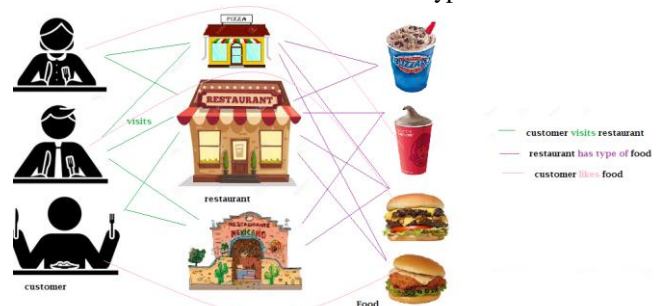 PIZZA
visits
RESTAURANT
customer visits restaurant
restaurant has type of food
customer likes food
restaurant
customer
Food